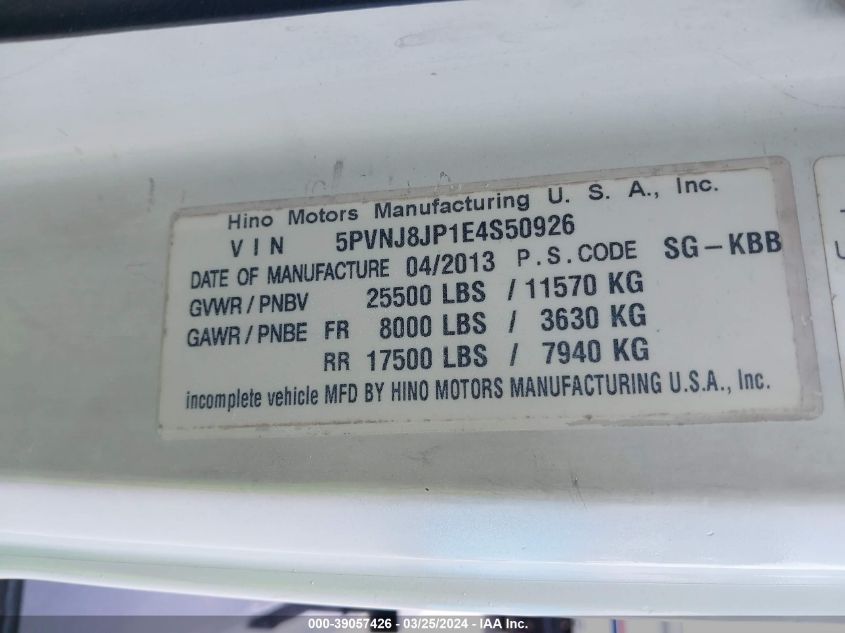 Hino Motors Manufacturing U. S. A., Inc.
VIN 5PVNJ8JP1E4S50926
DATE OF MANUFACTURE 04/2013 P.S.CODE SG-KBB
GVWR / PNBV 25500 LBS / 11570 KG
GAWR / PNBE FR 8000 LBS / 3630 KG
RR 17500 LBS / 7940 KG
incomplete vehicle MFD BY HINO MOTORS MANUFACTURING U.S.A., Inc.
000-39057426 - 03/25/2024 - IAA Inc.